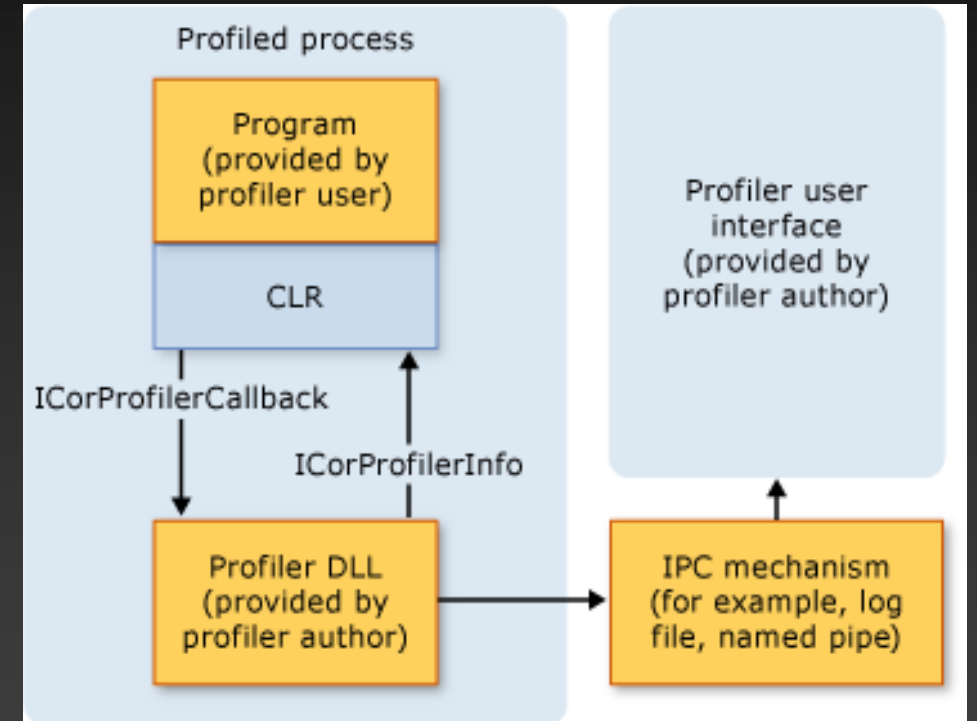 Profiled process
Program
(provided by
profiler user)
CLR
ICorProfilerCallback
ICorProfilerInfo
Profiler DLL
(provided by
profiler author)
Profiler user
interface
(provided by
profiler author)
IPC mechanism
(for example, log
file, named pipe)